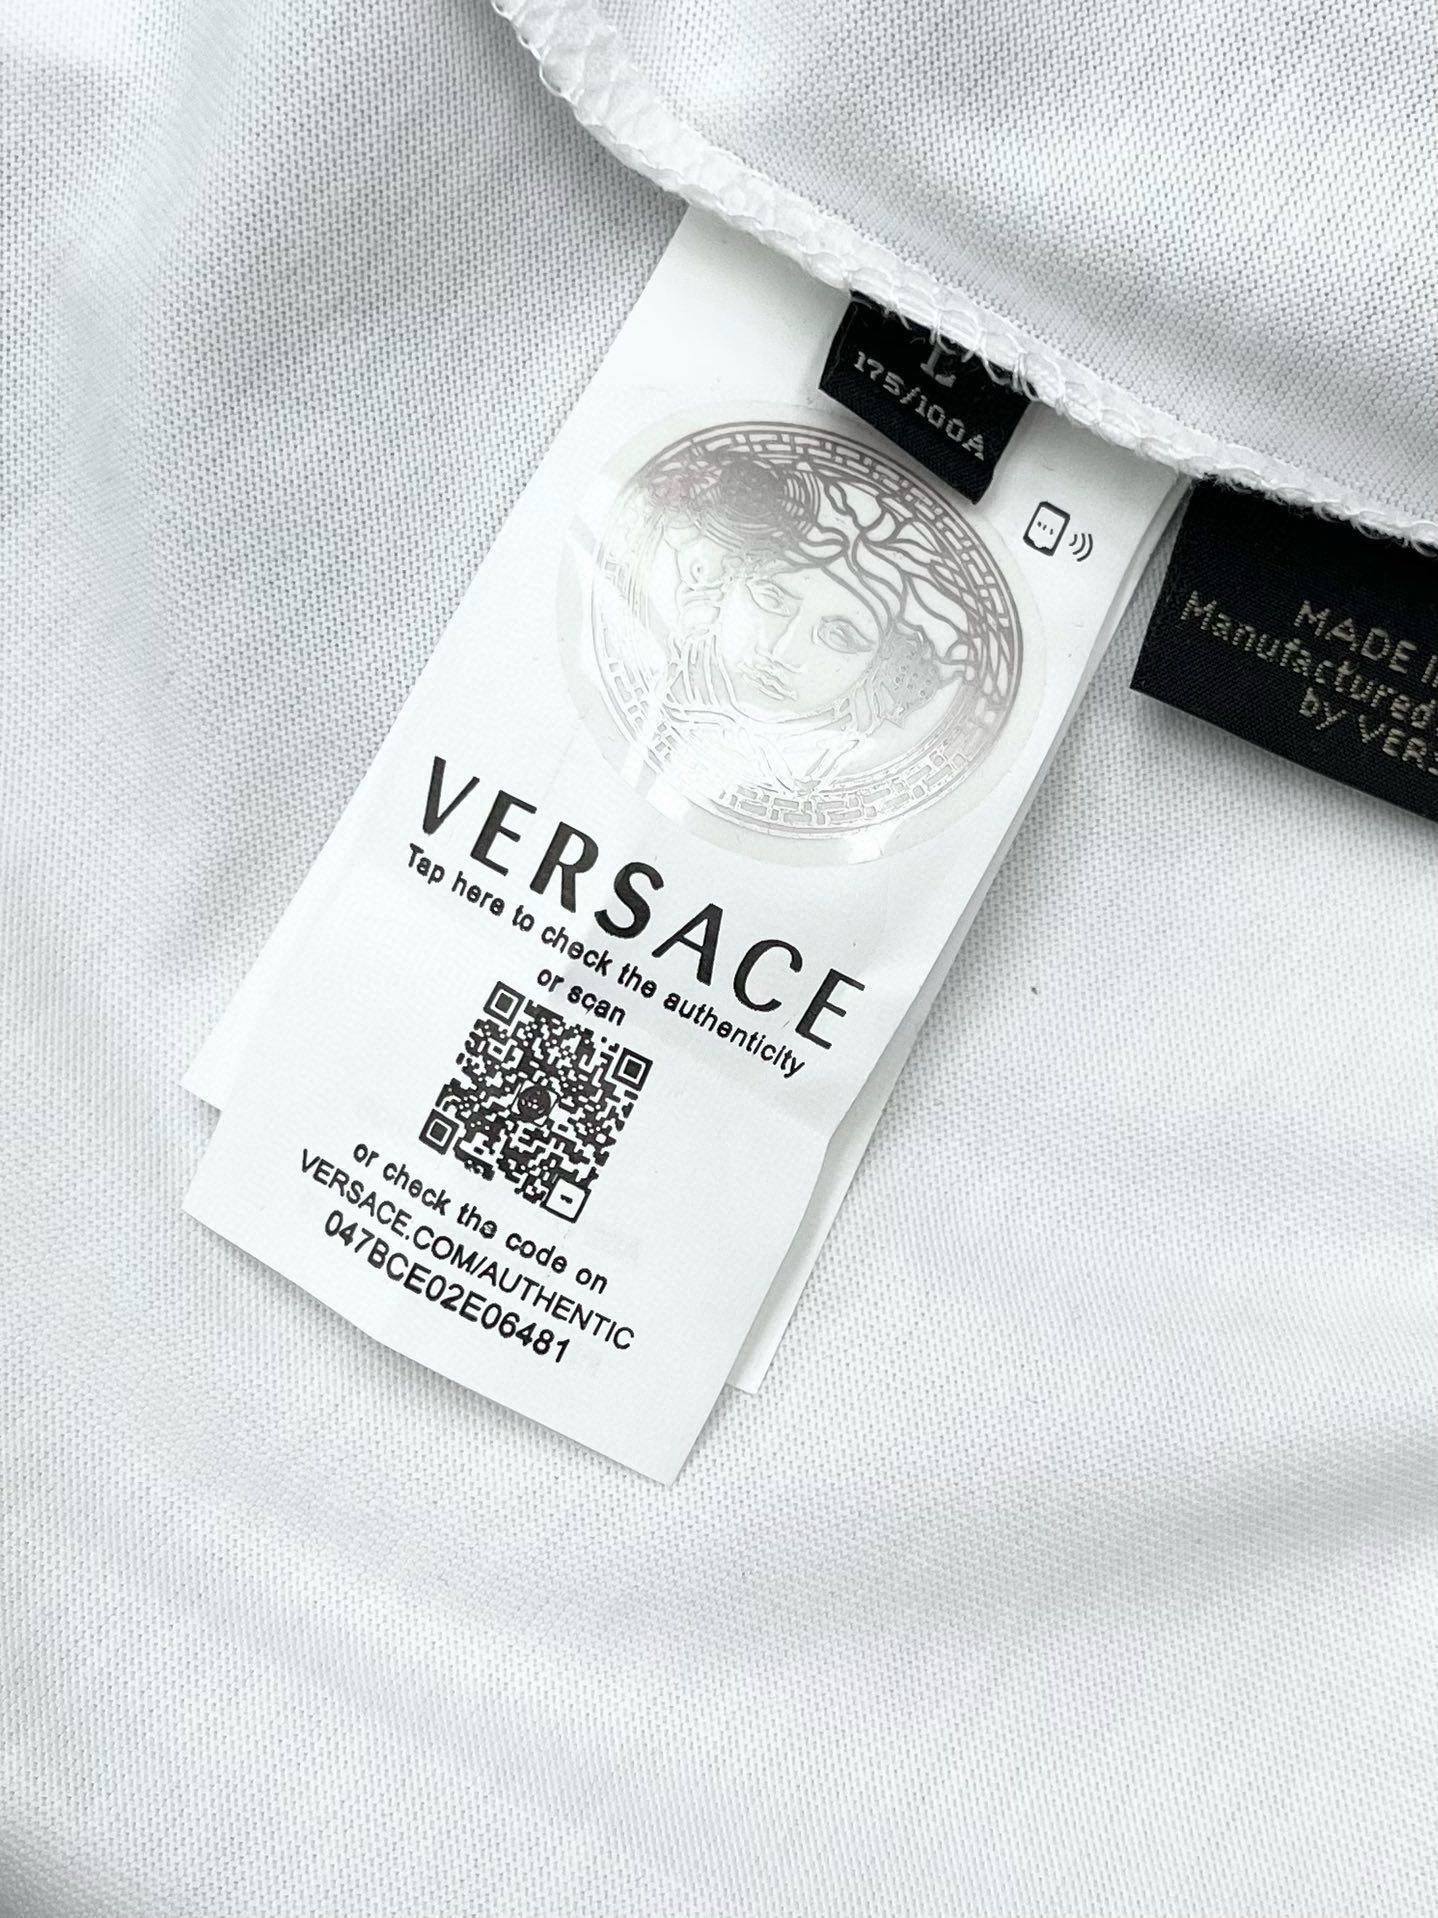 L
175/100A
VERSACE
Tap here to check the authenticity
or scan
or check the code on
VERSACE.COM/AUTHENTIC
047BCE02E06481
MADE
Manufactured
by